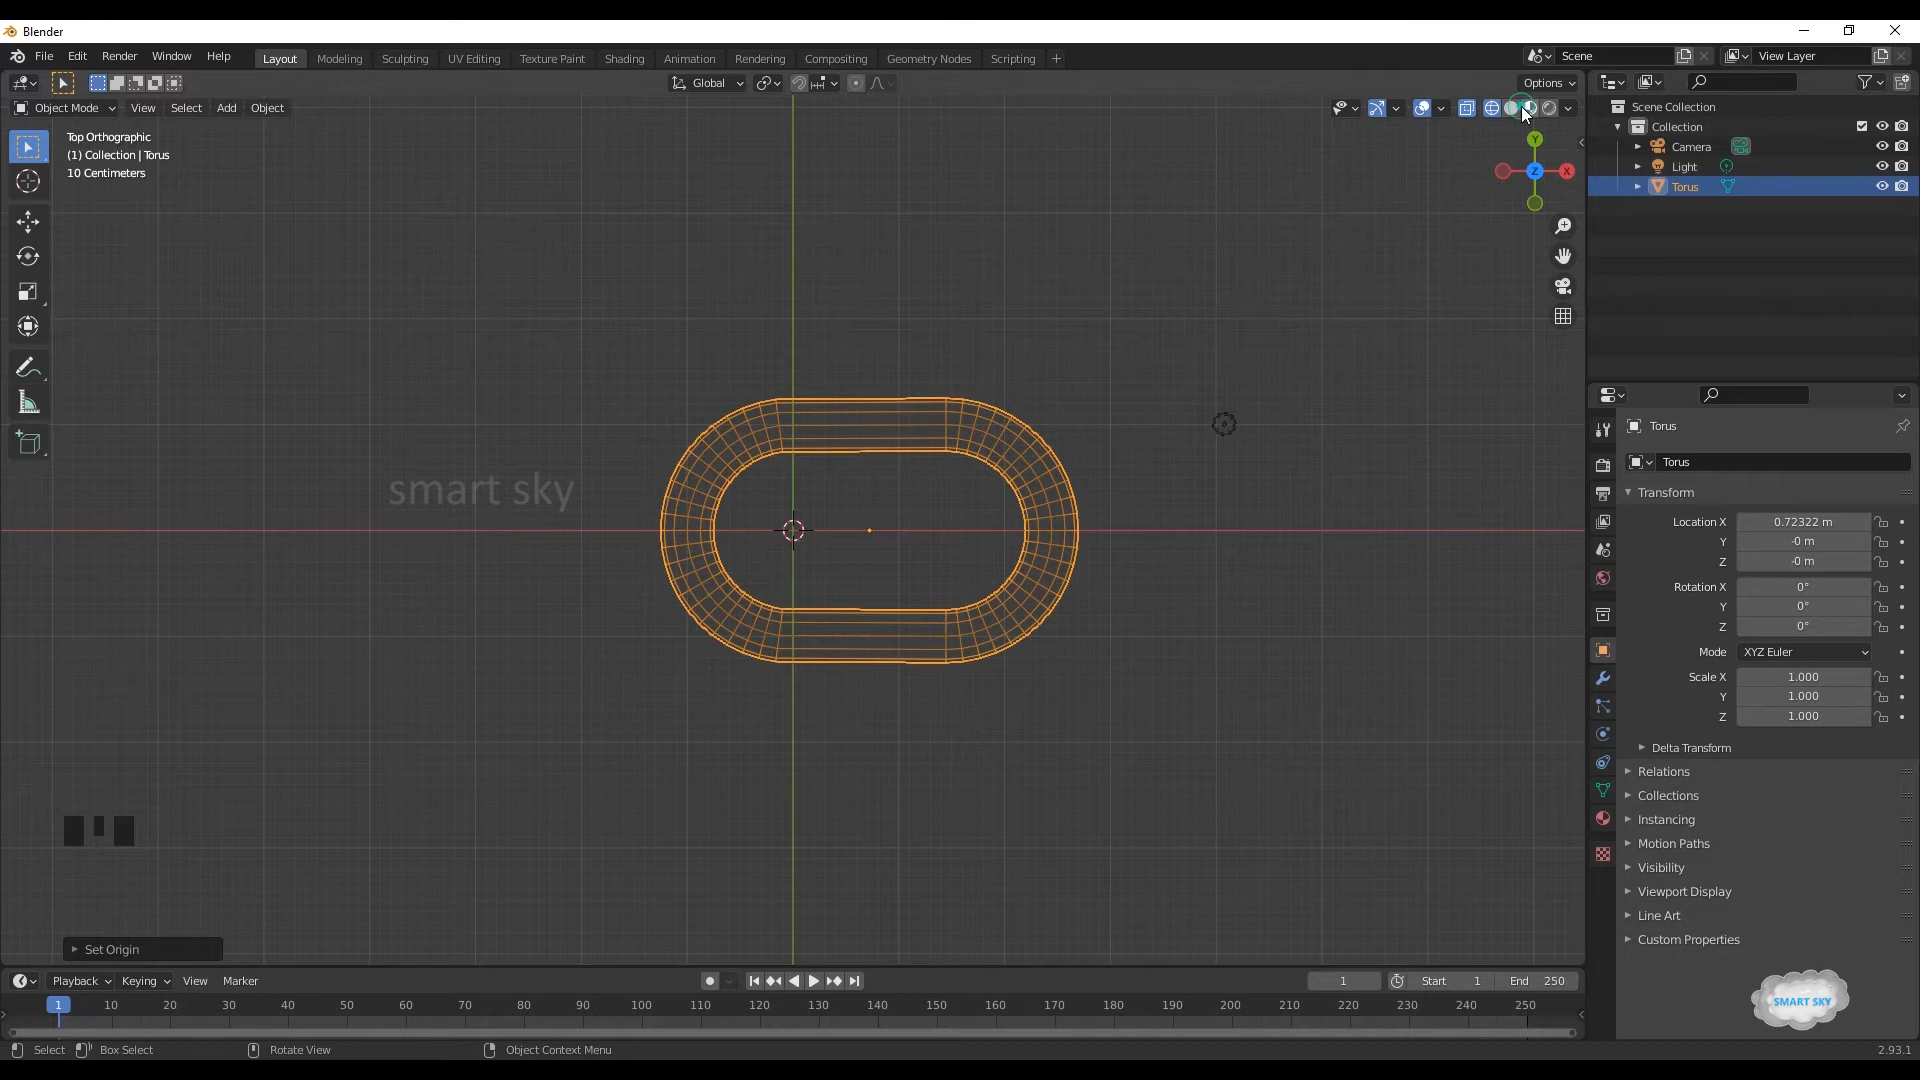 Blender
File Edit Render Window Help Layout Modeling Sculpting UV Editing Texture Paint Shading Animation Rendering Compositing Geometry Nodes Scripting + Scene View Layer
Global Options
Object Mode View Select Add Object
Top Orthographic
(1) Collection | Torus
10 Centimeters
Y
Z X
smart sky
Scene Collection
Collection
Camera
Light
Torus
Torus
Torus
Transform
Location X 0.72322 m
Y -0 m
Z -0 m
Rotation X 0°
Y 0°
Z 0°
Mode XYZ Euler
Scale X 1.000
Y 1.000
Z 1.000
Delta Transform
Relations
Collections
Instancing
Motion Paths
Visibility
Viewport Display
Line Art
Custom Properties
SMART SKY
Set Origin
Playback Keying View Marker 1 Start 1 End 250
1 10 20 30 40 50 60 70 80 90 100 110 120 130 140 150 160 170 180 190 200 210 220 230 240 250
Select Box Select Rotate View Object Context Menu 2.93.1